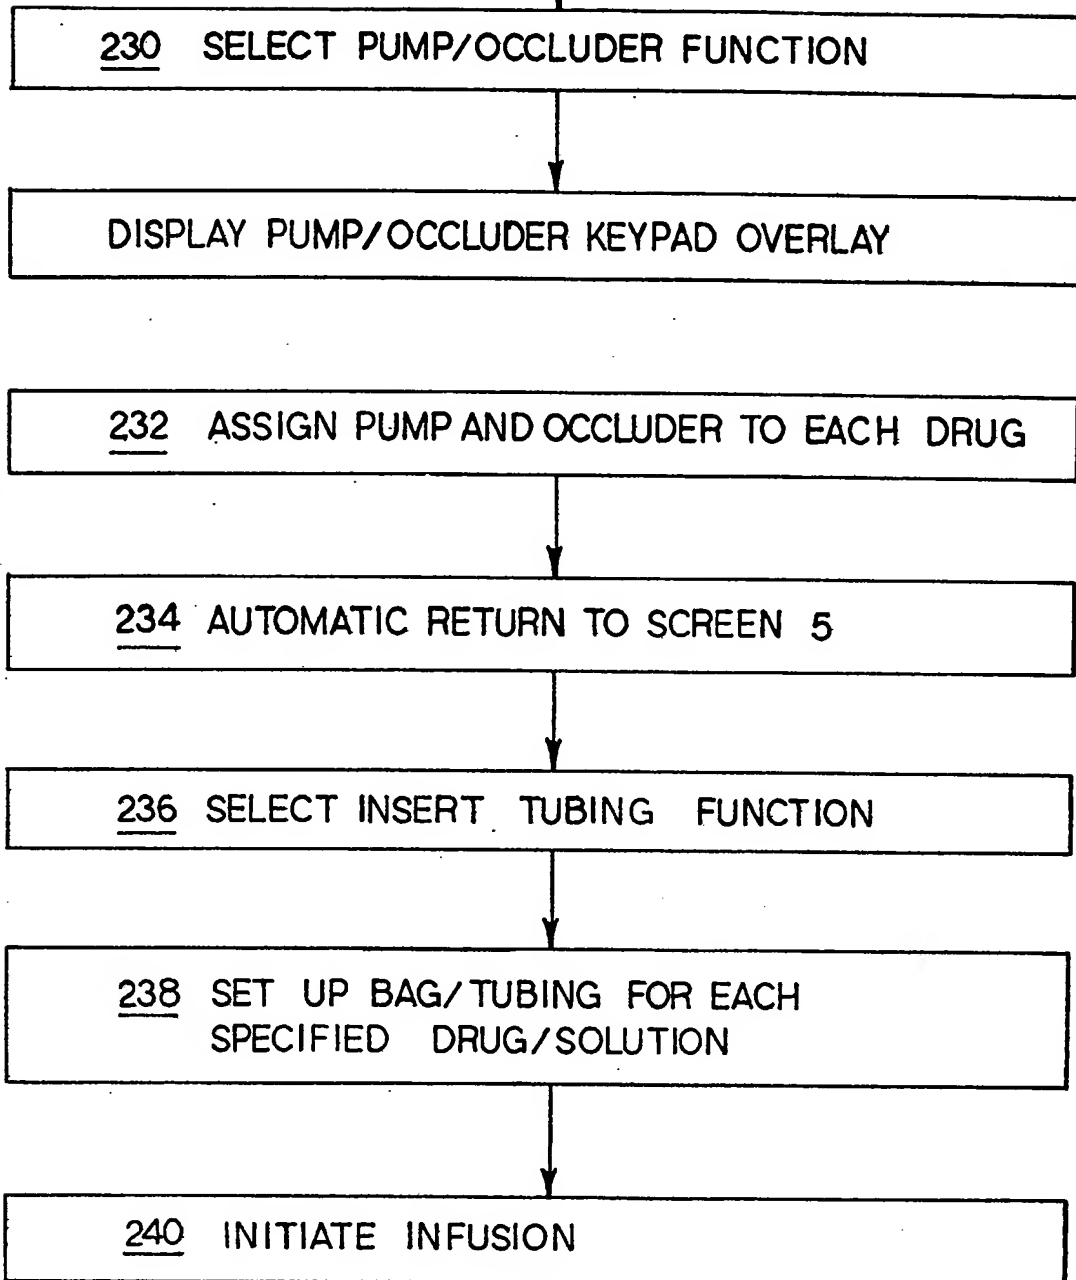 230 SELECT PUMP/OCCLUDER FUNCTION
DISPLAY PUMP/OCCLUDER KEYPAD OVERLAY
232 ASSIGN PUMP AND OCCLUDER TO EACH DRUG
234 AUTOMATIC RETURN TO SCREEN 5
236 SELECT INSERT TUBING FUNCTION
238 SET UP BAG/TUBING FOR EACH
SPECIFIED DRUG/SOLUTION
240 INITIATE INFUSION